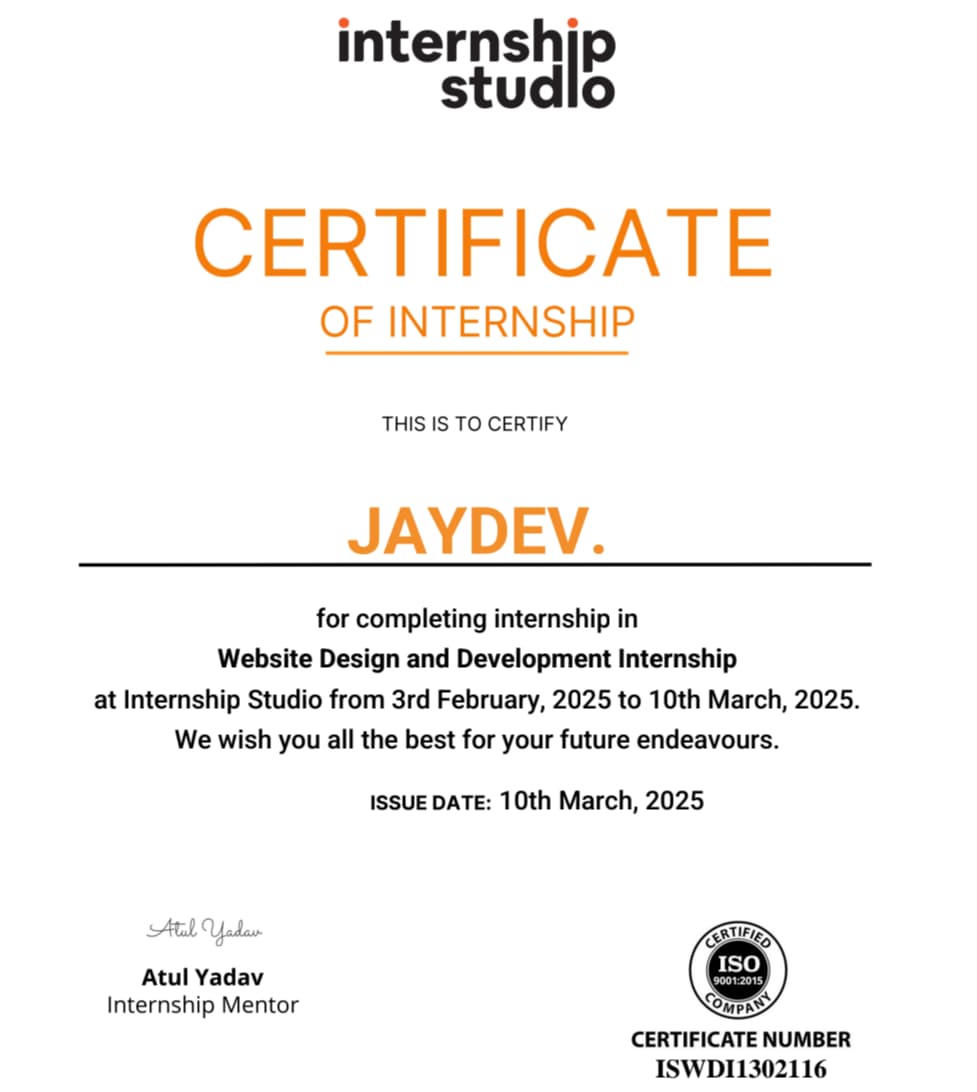 internship
studio
CERTIFICATE
OF INTERNSHIP
THIS IS TO CERTIFY
JAYDEV.
for completing internship in
Website Design and Development Internship
at Internship Studio from 3rd February, 2025 to 10th March, 2025.
We wish you all the best for your future endeavours.
ISSUE DATE: 10th March, 2025
Atul Yadav
Atul Yadav
Internship Mentor
CERTIFIED
ISO
9001:2015
COMPANY
CERTIFICATE NUMBER
ISWDI1302116